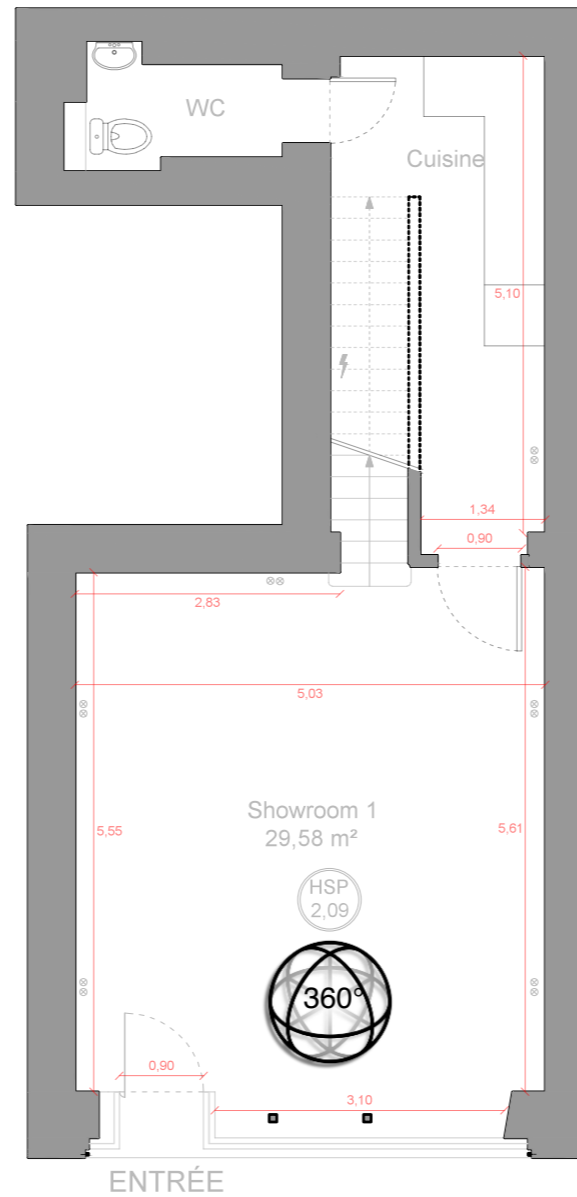 WC
Cuisine
5,10
1,34
0,90
2,83
5,03
5,55
5,61
Showroom 1
29,58 m²
HSP
2,09
360°
0,90
3,10
ENTRÉE